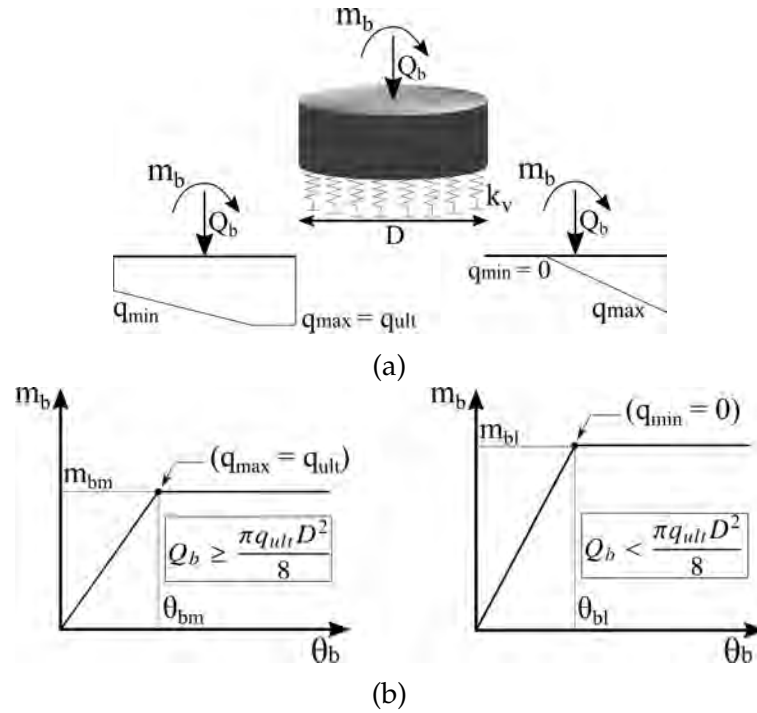 m_b
Q_b
m_b
Q_b
k_v
D
m_b
Q_b
q_min
q_max = q_ult
q_min = 0
q_max
(a)
m_b
(q_max = q_ult)
m_bm
Q_b ≥ πq_ult D²/8
θ_bm
θ_b
m_b
(q_min = 0)
m_bl
Q_b < πq_ult D²/8
θ_bl
θ_b
(b)